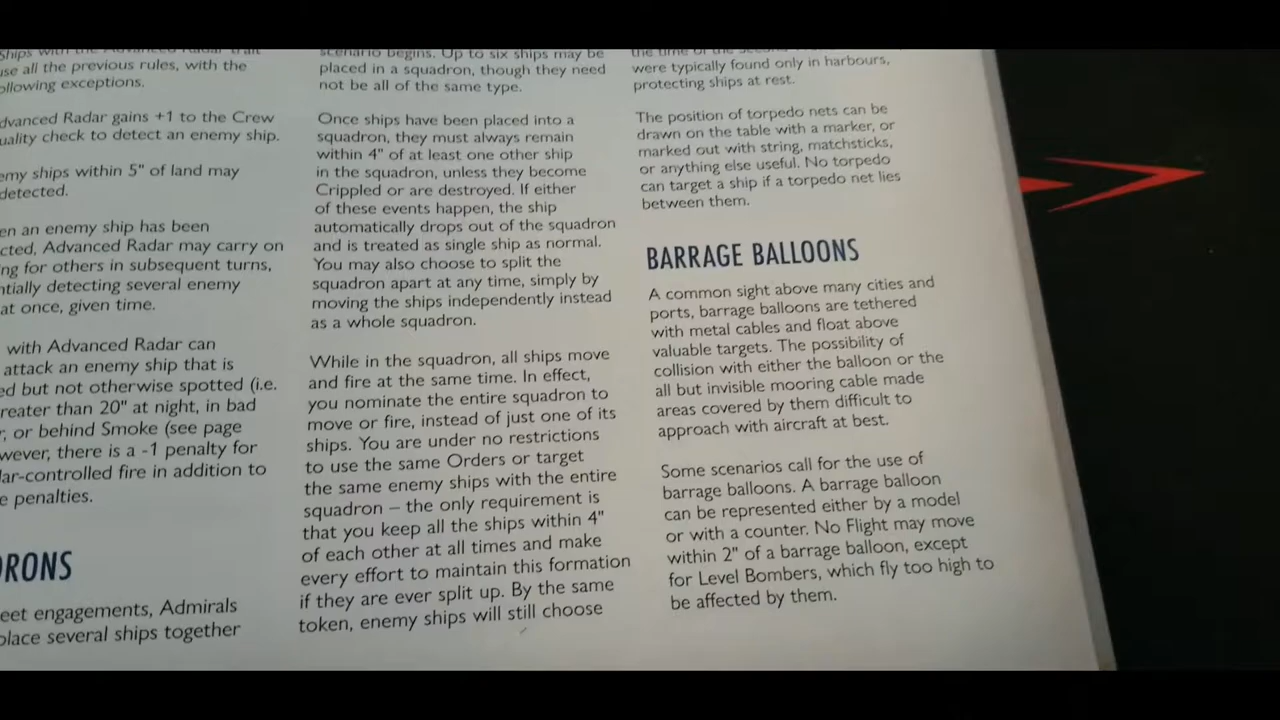 Ships with the Advanced Radar trait
use all the previous rules, with the
ollowing exceptions.
dvanced Radar gains +1 to the Crew
uality check to detect an enemy ship.
emy ships within 5" of land may
detected.
en an enemy ship has been
cted, Advanced Radar may carry on
ng for others in subsequent turns,
ntially detecting several enemy
at once, given time.
with Advanced Radar can
attack an enemy ship that is
ed but not otherwise spotted (i.e.
reater than 20" at night, in bad
r, or behind Smoke (see page
wever, there is a -1 penalty for
lar-controlled fire in addition to
e penalties.
DRONS
eet engagements, Admirals
place several ships together
scenario begins. Up to six ships may be
placed in a squadron, though they need
not be all of the same type.
Once ships have been placed into a
squadron, they must always remain
within 4" of at least one other ship
in the squadron, unless they become
Crippled or are destroyed. If either
of these events happen, the ship
automatically drops out of the squadron
and is treated as single ship as normal.
You may also choose to split the
squadron apart at any time, simply by
moving the ships independently instead
as a whole squadron.
While in the squadron, all ships move
and fire at the same time. In effect,
you nominate the entire squadron to
move or fire, instead of just one of its
ships. You are under no restrictions
to use the same Orders or target
the same enemy ships with the entire
squadron – the only requirement is
that you keep all the ships within 4"
of each other at all times and make
every effort to maintain this formation
if they are ever split up. By the same
token, enemy ships will still choose
the time of the
were typically found only in harbours,
protecting ships at rest.
The position of torpedo nets can be
drawn on the table with a marker, or
marked out with string, matchsticks,
or anything else useful. No torpedo
can target a ship if a torpedo net lies
between them.
BARRAGE BALLOONS
A common sight above many cities and
ports, barrage balloons are tethered
with metal cables and float above
valuable targets. The possibility of
collision with either the balloon or the
all but invisible mooring cable made
areas covered by them difficult to
approach with aircraft at best.
Some scenarios call for the use of
barrage balloons. A barrage balloon
can be represented either by a model
or with a counter. No Flight may move
within 2" of a barrage balloon, except
for Level Bombers, which fly too high to
be affected by them.